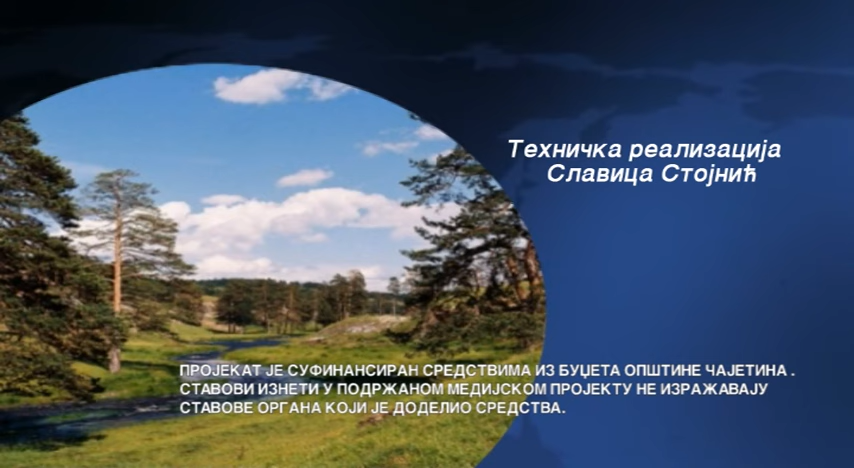 Техничка реализација
Славица Стојнић
ПРОЈЕКАТ ЈЕ СУФИНАНСИРАН СРЕДСТВИМА ИЗ БУЏЕТА ОПШТИНЕ ЧАЈЕТИНА .
СТАВОВИ ИЗНЕТИ У ПОДРЖАНОМ МЕДИЈСКОМ ПРОЈЕКТУ НЕ ИЗРАЖАВАЈУ
СТАВОВЕ ОРГАНА КОЈИ ЈЕ ДОДЕЛИО СРЕДСТВА.